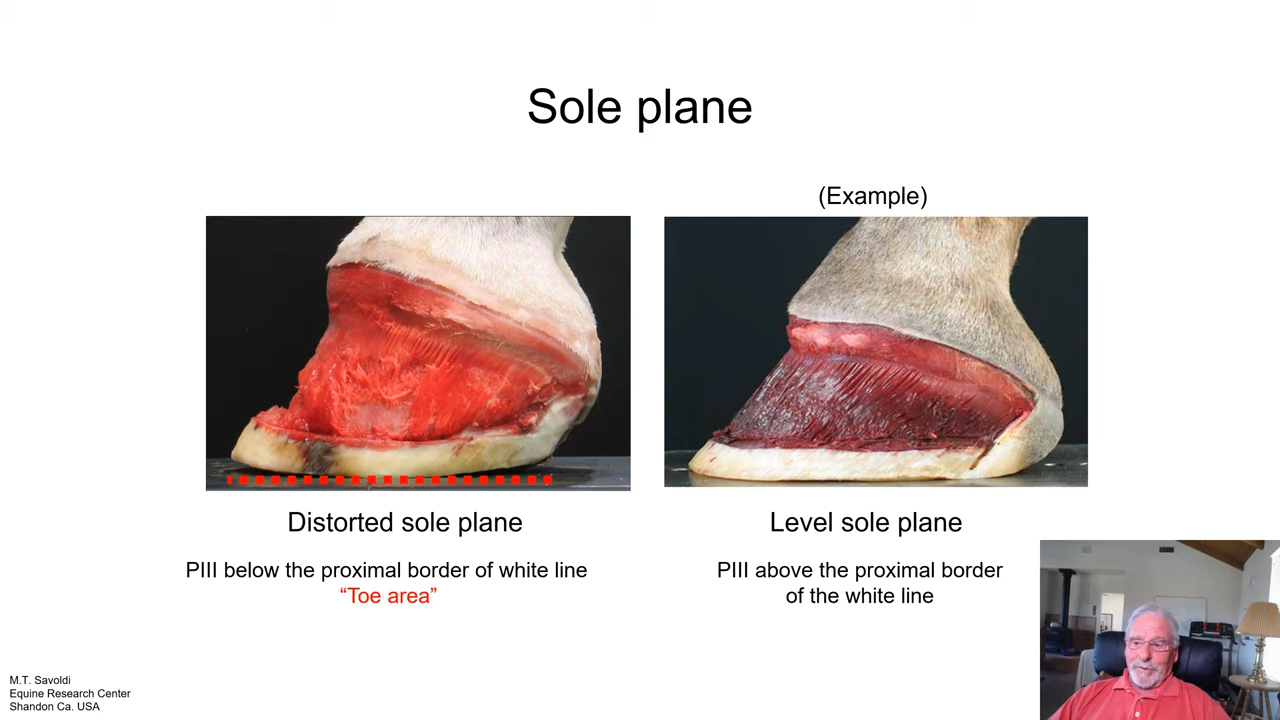 Sole plane
(Example)
Distorted sole plane
Level sole plane
PIII below the proximal border of white line
“Toe area”
PIII above the proximal border
of the white line
M.T. Savoldi
Equine Research Center
Shandon Ca. USA